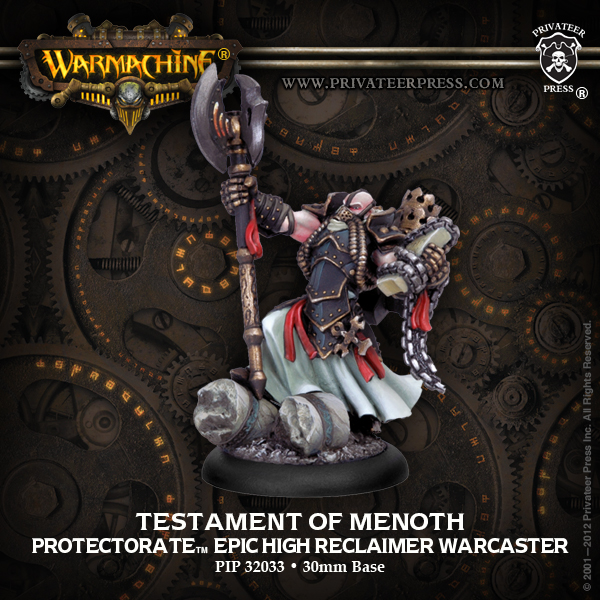 WARMACHINE®
WWW.PRIVATEERPRESS.COM
PRIVATEER
PRESS®
TESTAMENT OF MENOTH
PROTECTORATE™ EPIC HIGH RECLAIMER WARCASTER
PIP 32033 • 30mm Base
© 2001–2012 Privateer Press Inc. All Rights Reserved.